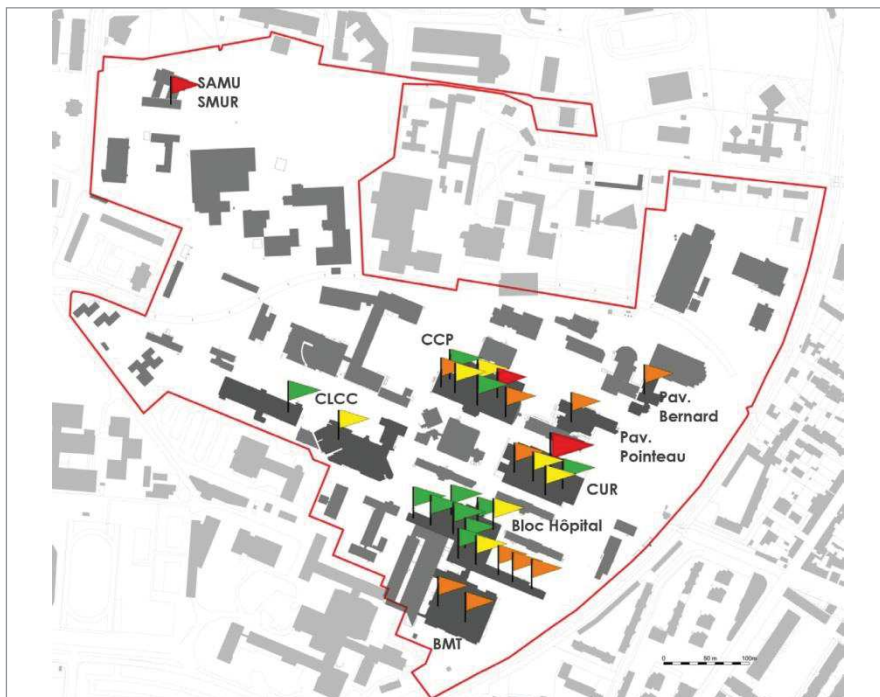 SAMU
SMUR
CCP
CLCC
Pav.
Bernard
Pav.
Pointeau
CUR
Bloc Hôpital
BMT
0 50 m 100m